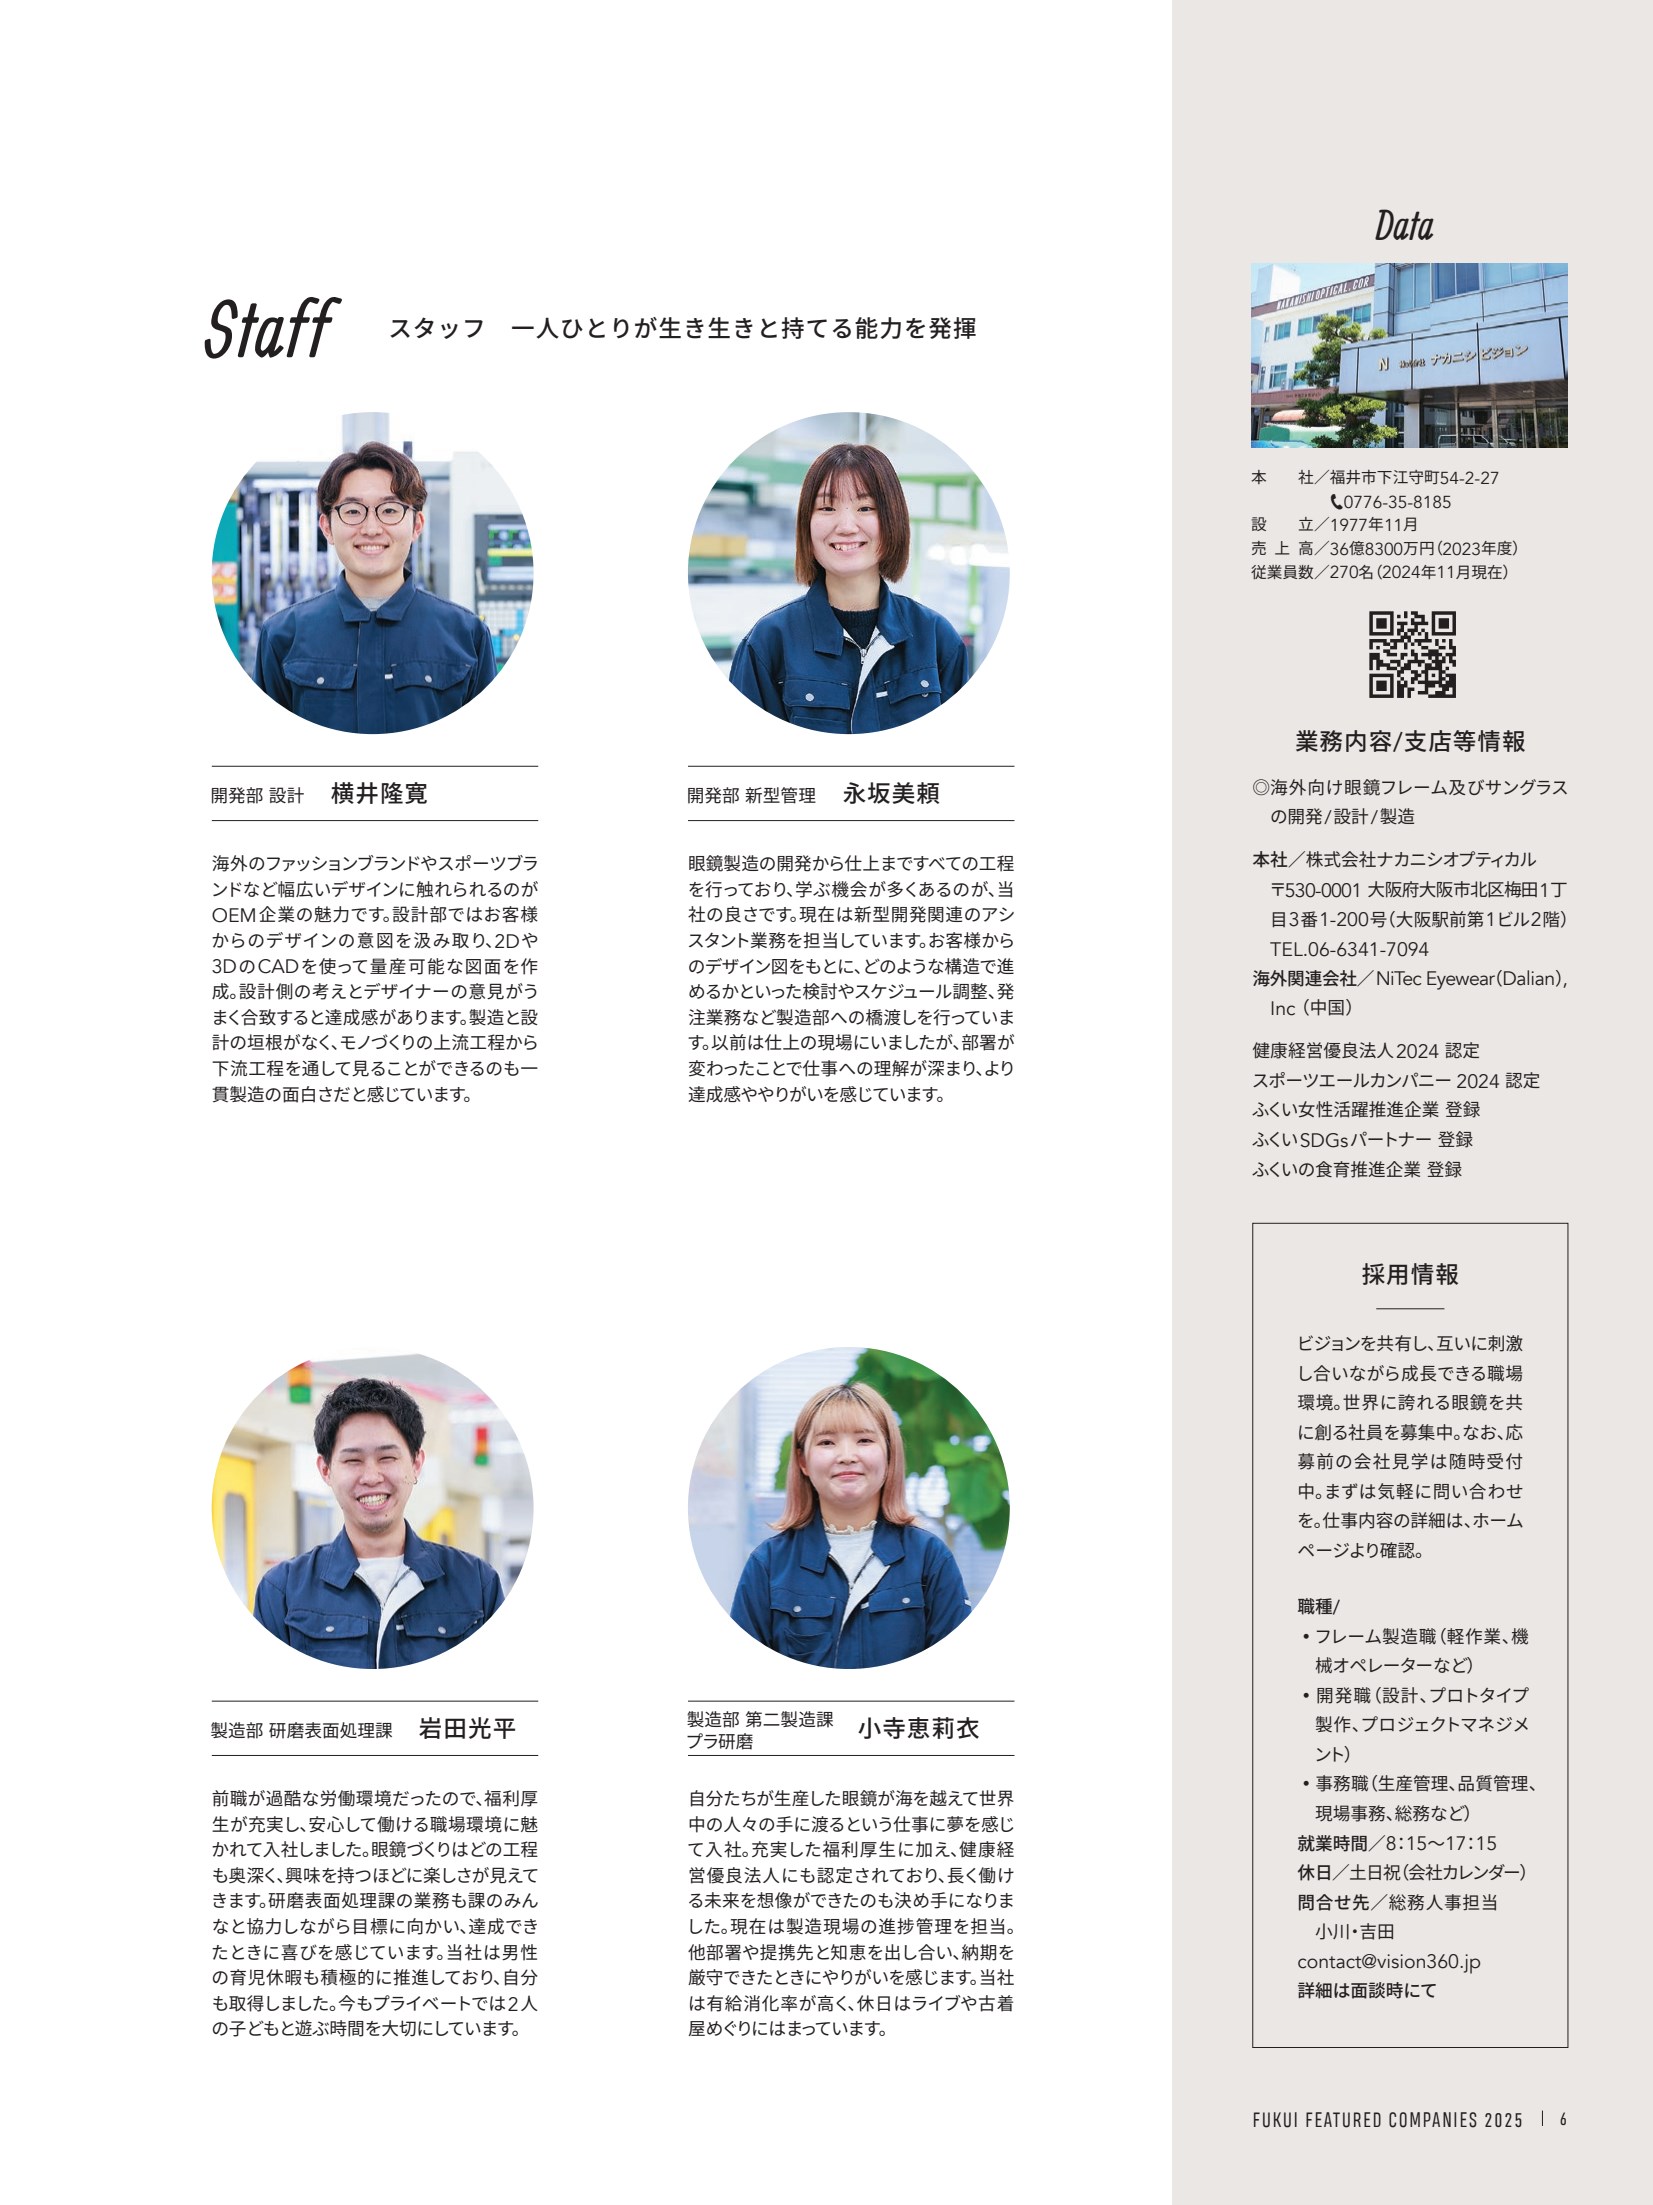 Staff
スタッフ　一人ひとりが生き生きと持てる能力を発揮
開発部 設計　横井隆寛
海外のファッションブランドやスポーツブラ
ンドなど幅広いデザインに触れられるのが
OEM企業の魅力です。設計部ではお客様
からのデザインの意図を汲み取り、2Dや
3DのCADを使って量産可能な図面を作
成。設計側の考えとデザイナーの意見がう
まく合致すると達成感があります。製造と設
計の垣根がなく、モノづくりの上流工程から
下流工程を通して見ることができるのも一
貫製造の面白さだと感じています。
開発部 新型管理　永坂美頼
眼鏡製造の開発から仕上まですべての工程
を行っており、学ぶ機会が多くあるのが、当
社の良さです。現在は新型開発関連のアシ
スタント業務を担当しています。お客様から
のデザイン図をもとに、どのような構造で進
めるかといった検討やスケジュール調整、発
注業務など製造部への橋渡しを行っていま
す。以前は仕上の現場にいましたが、部署が
変わったことで仕事への理解が深まり、より
達成感ややりがいを感じています。
製造部 研磨表面処理課　岩田光平
前職が過酷な労働環境だったので、福利厚
生が充実し、安心して働ける職場環境に魅
かれて入社しました。眼鏡づくりはどの工程
も奥深く、興味を持つほどに楽しさが見えて
きます。研磨表面処理課の業務も課のみん
なと協力しながら目標に向かい、達成でき
たときに喜びを感じています。当社は男性
の育児休暇も積極的に推進しており、自分
も取得しました。今もプライベートでは2人
の子どもと遊ぶ時間を大切にしています。
製造部 第二製造課
プラ研磨
小寺恵莉衣
自分たちが生産した眼鏡が海を越えて世界
中の人々の手に渡るという仕事に夢を感じ
て入社。充実した福利厚生に加え、健康経
営優良法人にも認定されており、長く働け
る未来を想像ができたのも決め手になりま
した。現在は製造現場の進捗管理を担当。
他部署や提携先と知恵を出し合い、納期を
厳守できたときにやりがいを感じます。当社
は有給消化率が高く、休日はライブや古着
屋めぐりにはまっています。
Data
NAKANISHI OPTICAL.COR
N 株式会社 ナカニシビジョン
本　　社／福井市下江守町54-2-27
0776-35-8185
設　　立／1977年11月
売 上 高／36億8300万円（2023年度）
従業員数／270名（2024年11月現在）
業務内容/支店等情報
◎海外向け眼鏡フレーム及びサングラス
の開発/設計/製造
本社／株式会社ナカニシオプティカル
〒530-0001 大阪府大阪市北区梅田1丁
目3番1-200号（大阪駅前第1ビル2階）
TEL.06-6341-7094
海外関連会社／NiTec Eyewear（Dalian）,
Inc（中国）
健康経営優良法人2024 認定
スポーツエールカンパニー 2024 認定
ふくい女性活躍推進企業 登録
ふくいSDGsパートナー 登録
ふくいの食育推進企業 登録
採用情報
ビジョンを共有し、互いに刺激
し合いながら成長できる職場
環境。世界に誇れる眼鏡を共
に創る社員を募集中。なお、応
募前の会社見学は随時受付
中。まずは気軽に問い合わせ
を。仕事内容の詳細は、ホーム
ページより確認。
職種/
・フレーム製造職（軽作業、機
械オペレーターなど）
・開発職（設計、プロトタイプ
製作、プロジェクトマネジメ
ント）
・事務職（生産管理、品質管理、
現場事務、総務など）
就業時間／8：15〜17：15
休日／土日祝（会社カレンダー）
問合せ先／総務人事担当
小川・吉田
contact@vision360.jp
詳細は面談時にて
FUKUI FEATURED COMPANIES 2025 | 6